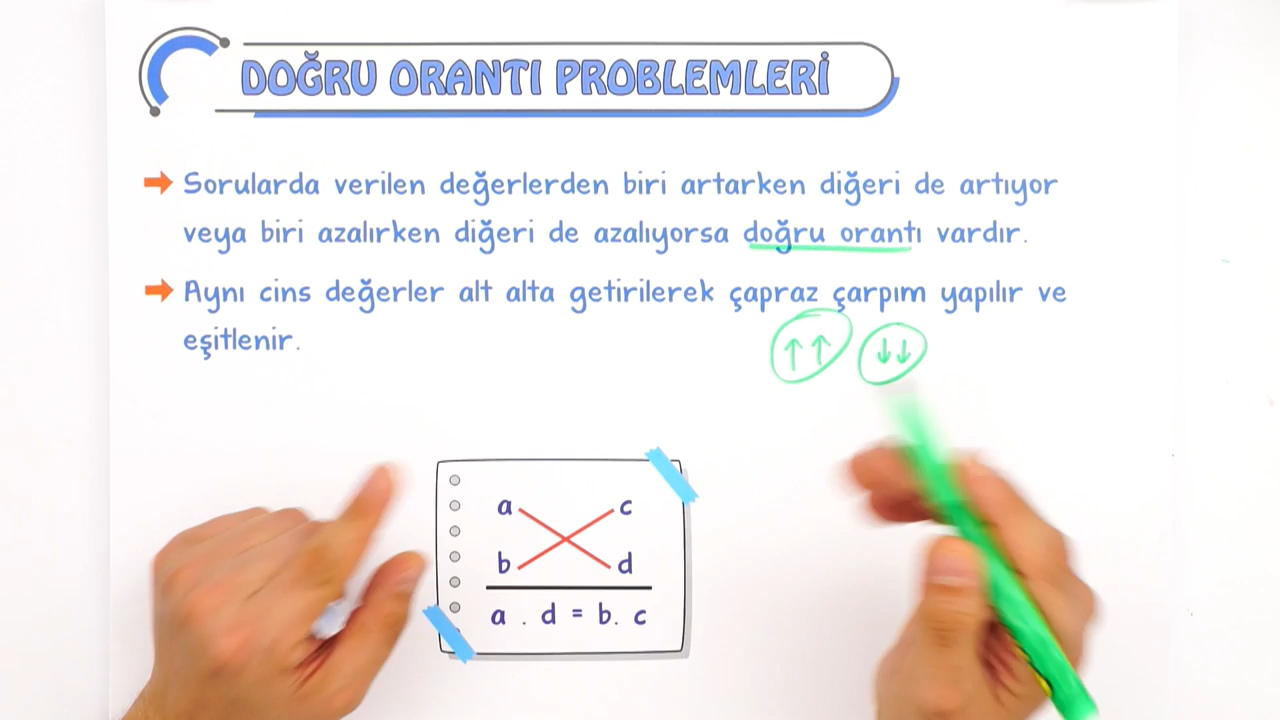 DOĞRU ORANTI PROBLEMLERİ
➡ Sorularda verilen değerlerden biri artarken diğeri de artıyor
veya biri azalırken diğeri de azalıyorsa doğru orantı vardır.
➡ Aynı cins değerler alt alta getirilerek çapraz çarpım yapılır ve
eşitlenir.
↑↑ ↓↓
a c
b d
a . d = b. c